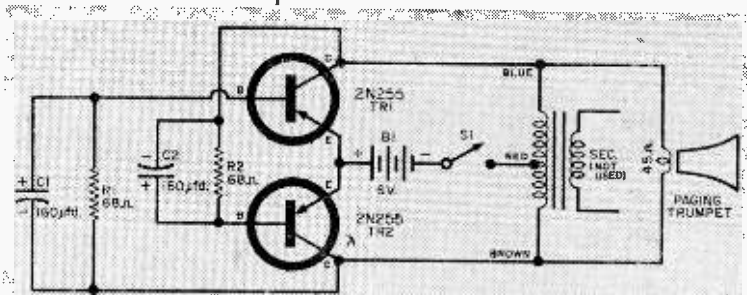 C
BLUE
B
2N255
TR1
E
C2
R2
68Ω
160µfd.
+ C1
160µfd.
R1
68Ω
B1
+ -
6V.
S1
RED
SEC.
(NOT
USED)
45Ω
PAGING
TRUMPET
E
B
2N255
TR2
C
BROWN